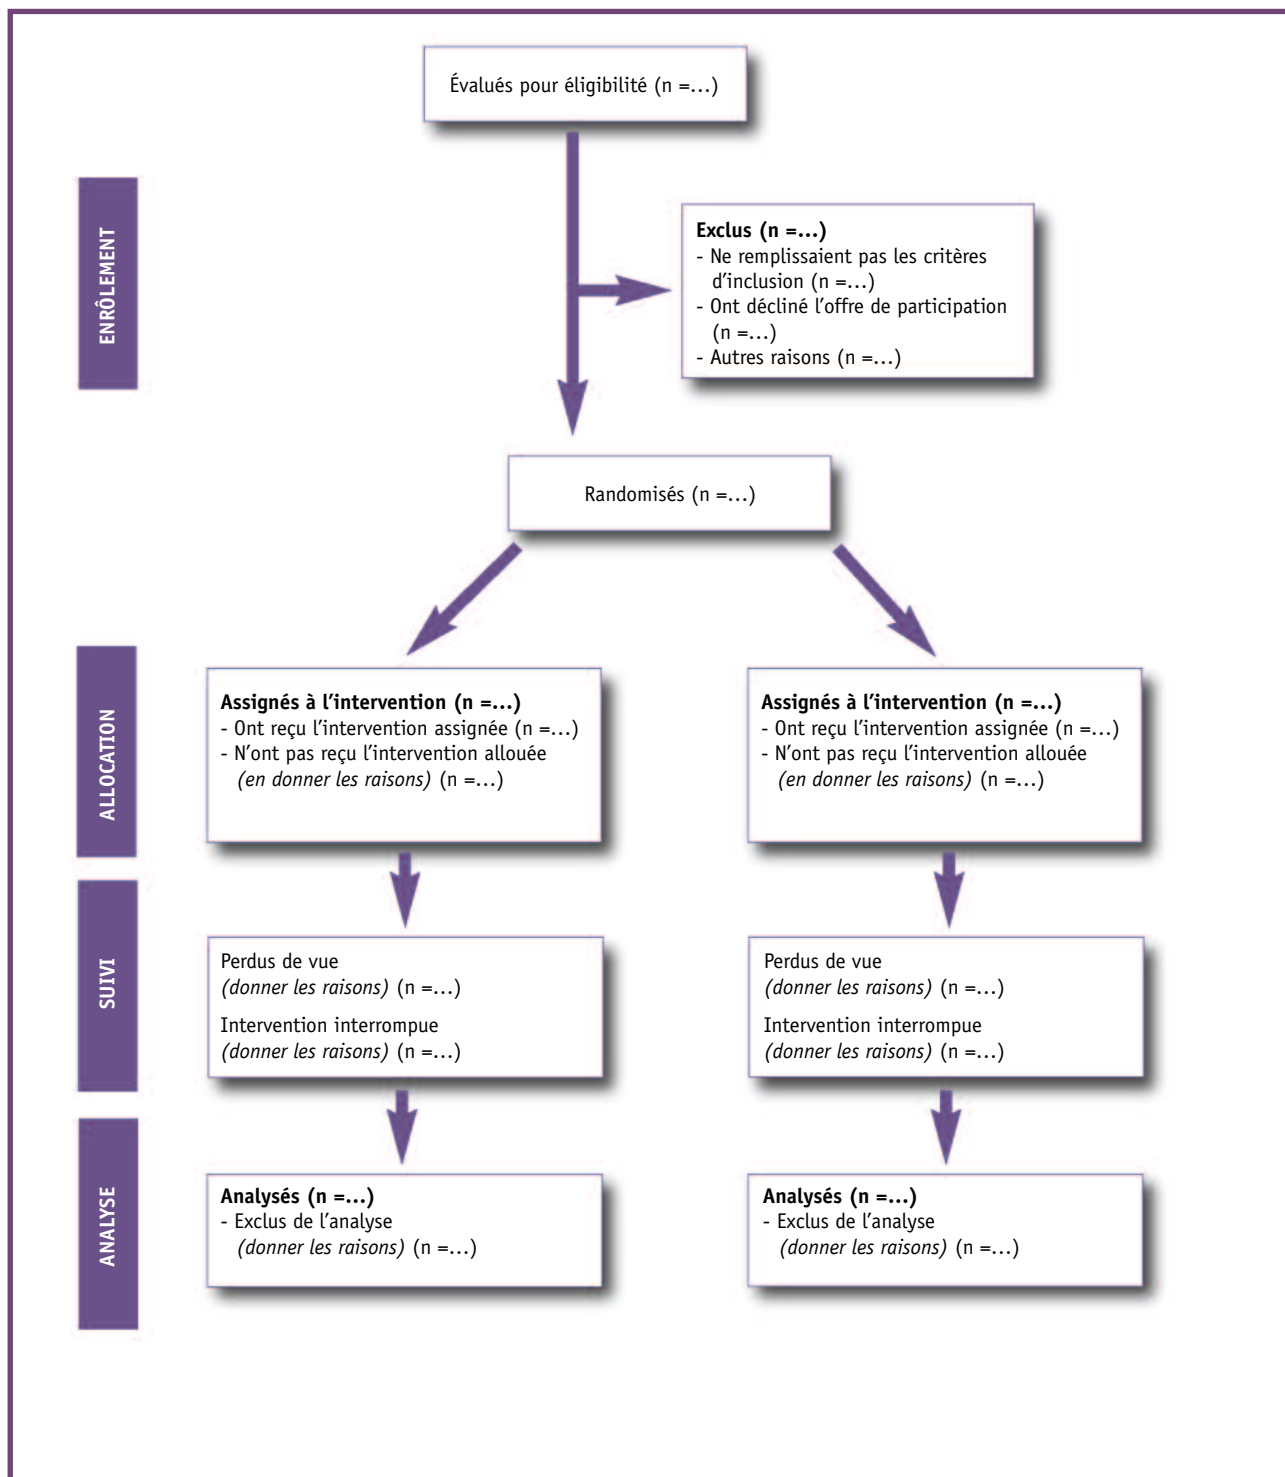 Évalués pour éligibilité (n =...)
ENRÔLEMENT
Exclus (n =...)
- Ne remplissaient pas les critères
d'inclusion (n =...)
- Ont décliné l'offre de participation
(n =...)
- Autres raisons (n =...)
Randomisés (n =...)
ALLOCATION
Assignés à l'intervention (n =...)
- Ont reçu l'intervention assignée (n =...)
- N'ont pas reçu l'intervention allouée
(en donner les raisons) (n =...)
Assignés à l'intervention (n =...)
- Ont reçu l'intervention assignée (n =...)
- N'ont pas reçu l'intervention allouée
(en donner les raisons) (n =...)
SUIVI
Perdus de vue
(donner les raisons) (n =...)
Intervention interrompue
(donner les raisons) (n =...)
Perdus de vue
(donner les raisons) (n =...)
Intervention interrompue
(donner les raisons) (n =...)
ANALYSE
Analysés (n =...)
- Exclus de l'analyse
(donner les raisons) (n =...)
Analysés (n =...)
- Exclus de l'analyse
(donner les raisons) (n =...)